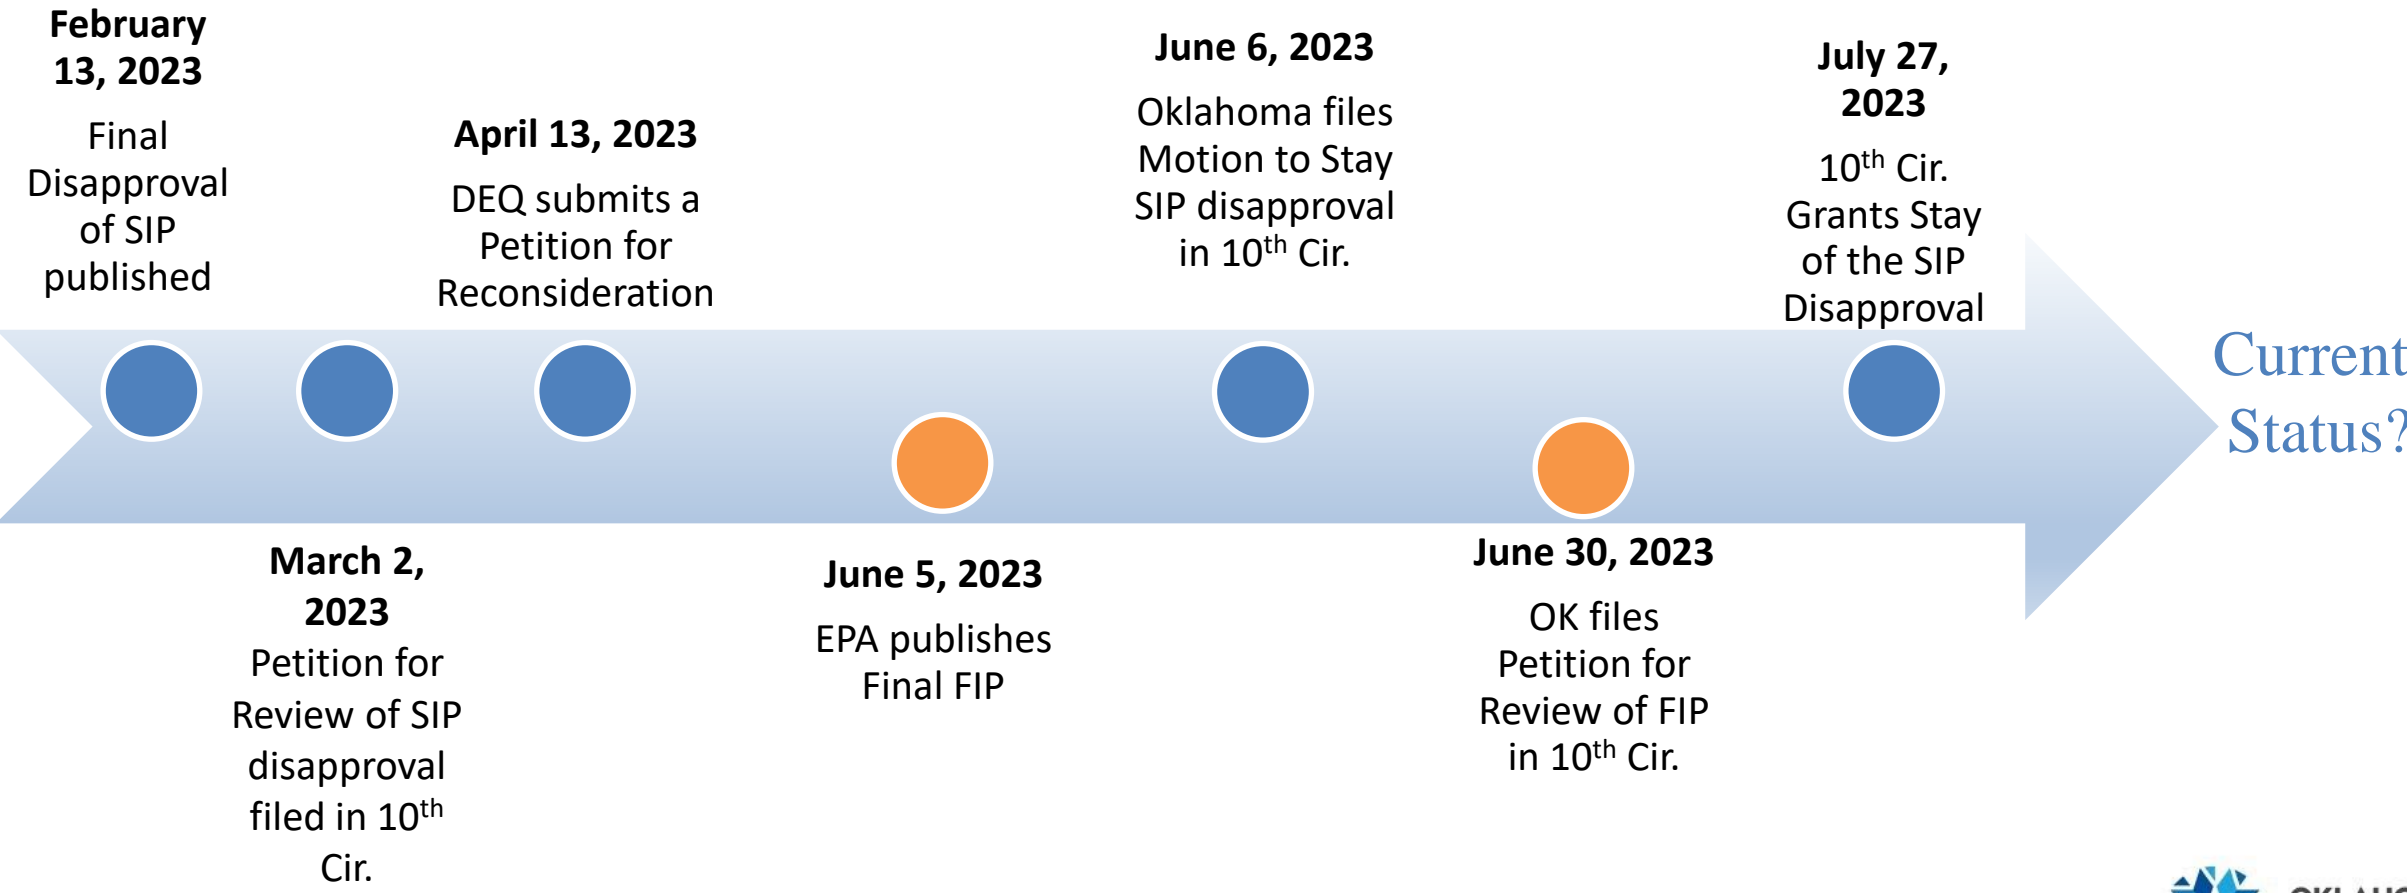 February
13, 2023
Final
Disapproval
of SIP
published
March 2,
2023
Petition for
Review of SIP
disapproval
filed in 10th
Cir.
April 13, 2023
DEQ submits a
Petition for
Reconsideration
June 5, 2023
EPA publishes
Final FIP
June 6, 2023
Oklahoma files
Motion to Stay
SIP disapproval
in 10th Cir.
June 30, 2023
OK files
Petition for
Review of FIP
in 10th Cir.
July 27,
2023
10th Cir.
Grants Stay
of the SIP
Disapproval
Current
Status?